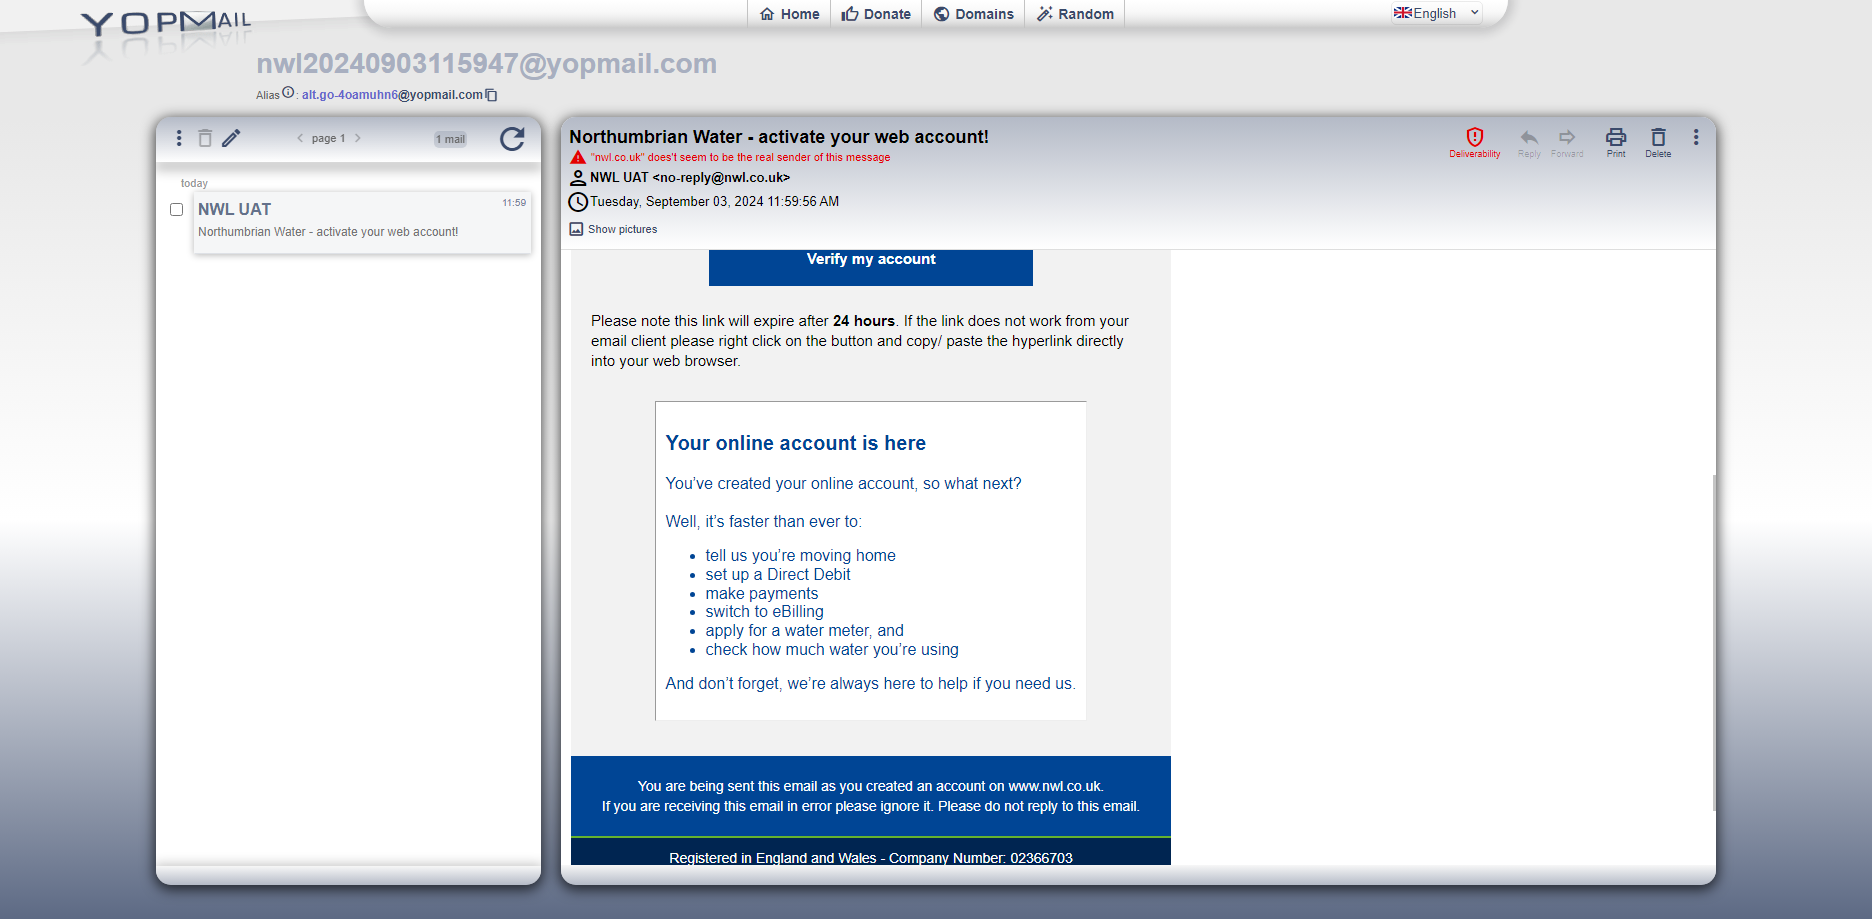 YOPMAIL
Home
Donate
Domains
Random
English
nwl20240903115947@yopmail.com
Alias : alt.go-4oamuhn6@yopmail.com
page 1
1 mail
today
NWL UAT
11:59
Northumbrian Water - activate your web account!
Northumbrian Water - activate your web account!
"nwl.co.uk" does't seem to be the real sender of this message
NWL UAT <no-reply@nwl.co.uk>
Tuesday, September 03, 2024 11:59:56 AM
Show pictures
Deliverability
Reply
Forward
Print
Delete
Verify my account
Please note this link will expire after 24 hours. If the link does not work from your
email client please right click on the button and copy/ paste the hyperlink directly
into your web browser.
Your online account is here
You’ve created your online account, so what next?
Well, it’s faster than ever to:
• tell us you’re moving home
• set up a Direct Debit
• make payments
• switch to eBilling
• apply for a water meter, and
• check how much water you’re using
And don’t forget, we’re always here to help if you need us.
You are being sent this email as you created an account on www.nwl.co.uk.
If you are receiving this email in error please ignore it. Please do not reply to this email.
Registered in England and Wales - Company Number: 02366703